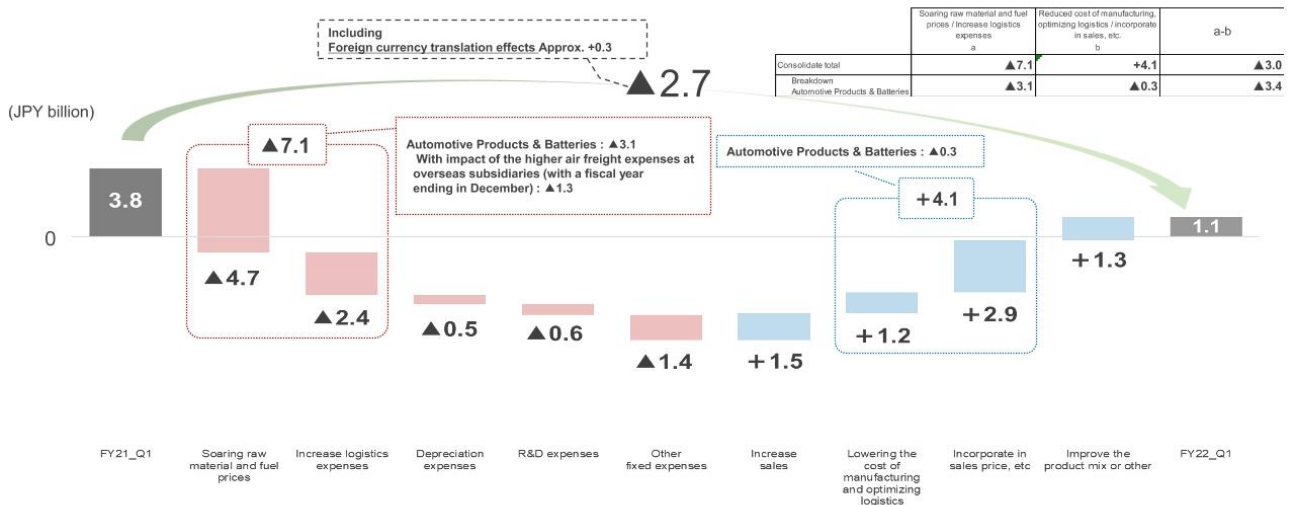 Including
Foreign currency translation effects Approx. +0.3
▲2.7
Soaring raw material and fuel prices / Increase logistics expenses
a
Reduced cost of manufacturing, optimizing logistics / incorporate in sales, etc.
b
a-b
Consolidate total ▲7.1 +4.1 ▲3.0
Breakdown
Automotive Products & Batteries ▲3.1 ▲0.3 ▲3.4
(JPY billion)
▲7.1
Automotive Products & Batteries : ▲3.1
With impact of the higher air freight expenses at
overseas subsidiaries (with a fiscal year
ending in December) : ▲1.3
Automotive Products & Batteries : ▲0.3
+4.1
3.8
0
▲4.7
▲2.4
▲0.5
▲0.6
▲1.4
+1.5
+1.2
+2.9
+1.3
1.1
FY21_Q1
Soaring raw
material and fuel
prices
Increase logistics
expenses
Depreciation
expenses
R&D expenses
Other
fixed expenses
Increase
sales
Lowering the
cost of
manufacturing
and optimizing
logistics
Incorporate in
sales price, etc
Improve the
product mix or other
FY22_Q1